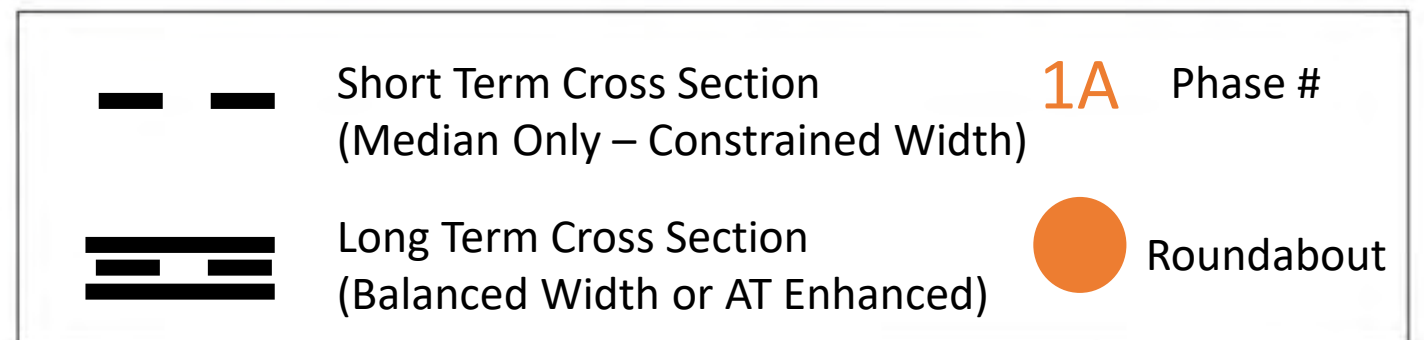 Short Term Cross Section
(Median Only – Constrained Width)
1A Phase #
Long Term Cross Section
(Balanced Width or AT Enhanced)
Roundabout